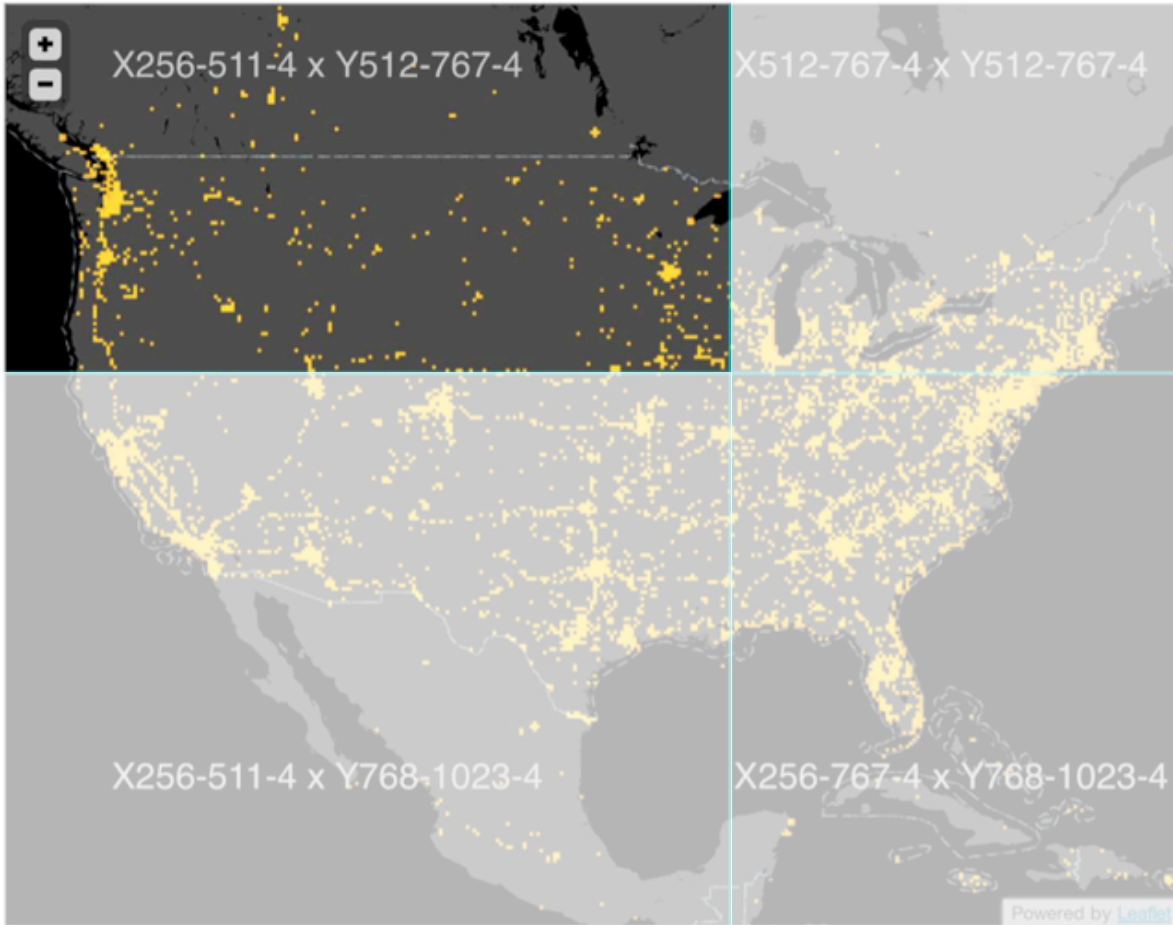 +
−
X256-511-4 x Y512-767-4
X512-767-4 x Y512-767-4
X256-511-4 x Y768-1023-4
X256-767-4 x Y768-1023-4
Powered by Leaflet